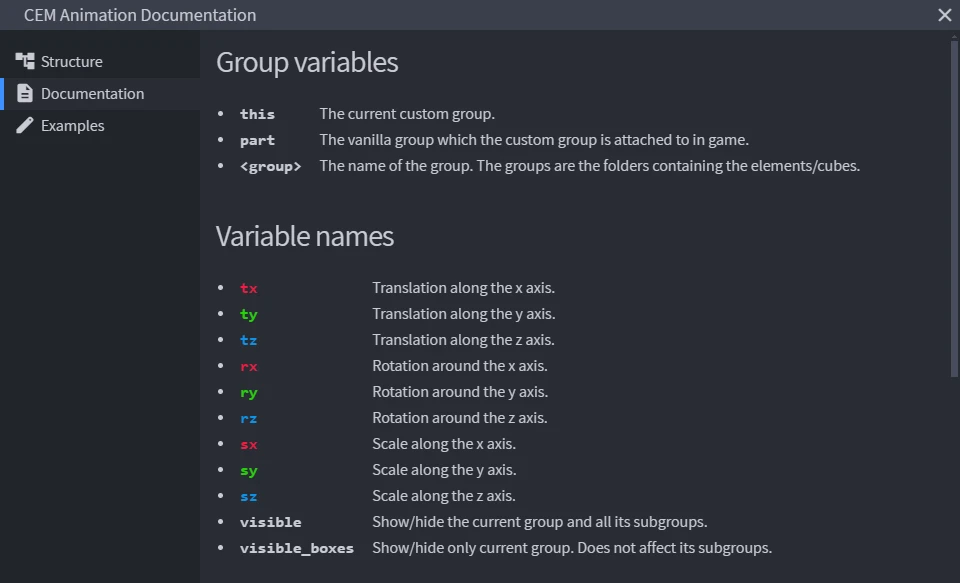 CEM Animation Documentation
Structure
Documentation
Examples
Group variables
• this The current custom group.
• part The vanilla group which the custom group is attached to in game.
• <group> The name of the group. The groups are the folders containing the elements/cubes.
Variable names
• tx Translation along the x axis.
• ty Translation along the y axis.
• tz Translation along the z axis.
• rx Rotation around the x axis.
• ry Rotation around the y axis.
• rz Rotation around the z axis.
• sx Scale along the x axis.
• sy Scale along the y axis.
• sz Scale along the z axis.
• visible Show/hide the current group and all its subgroups.
• visible_boxes Show/hide only current group. Does not affect its subgroups.